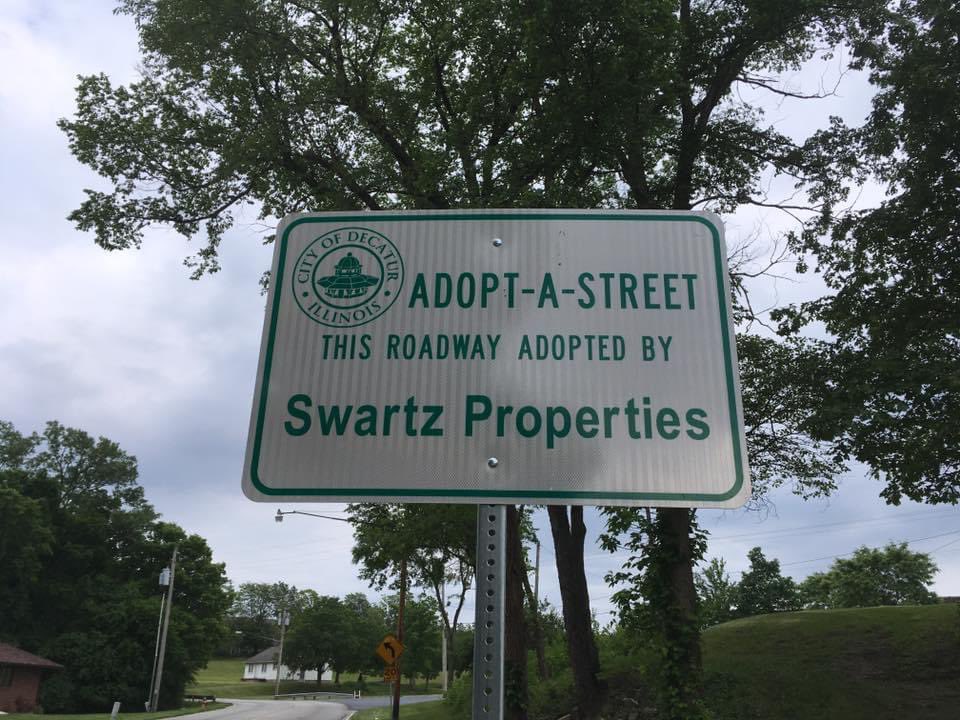 CITY OF DECATUR
ILLINOIS
ADOPT-A-STREET
THIS ROADWAY ADOPTED BY
Swartz Properties